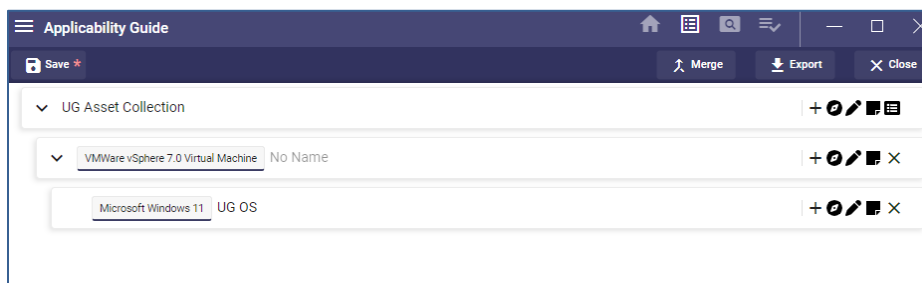 Applicability Guide
Save *
Merge
Export
Close
UG Asset Collection
VMWare vSphere 7.0 Virtual Machine No Name
Microsoft Windows 11 UG OS